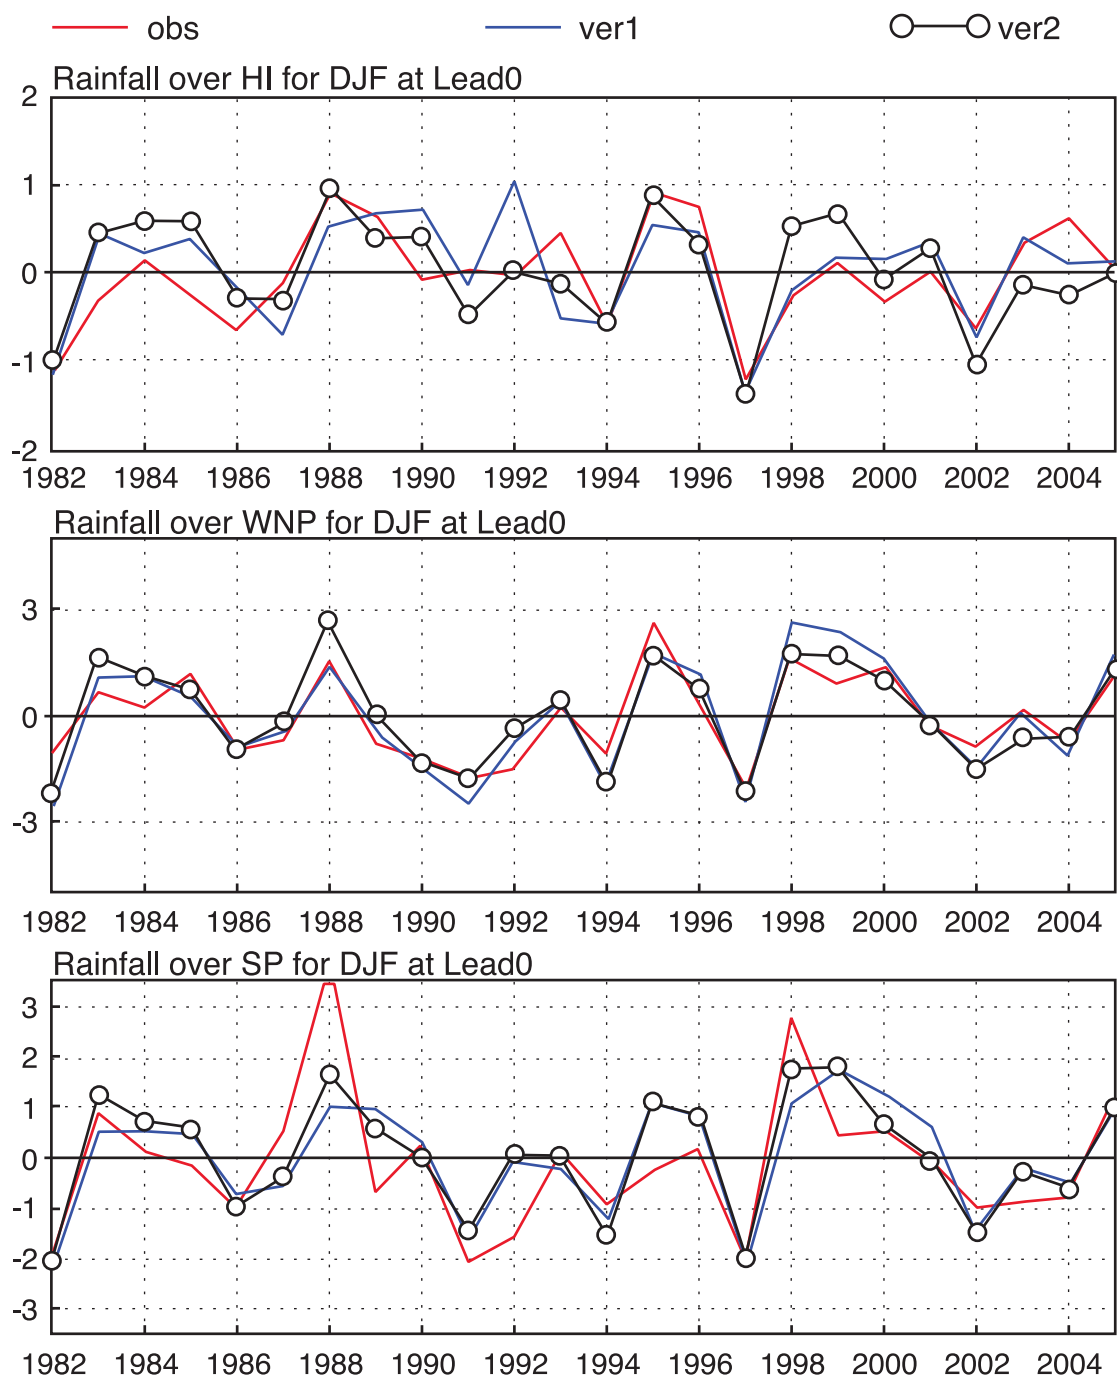 obs ver1 ver2
Rainfall over HI for DJF at Lead0
2
1
0
-1
-2
1982 1984 1986 1988 1990 1992 1994 1996 1998 2000 2002 2004
Rainfall over WNP for DJF at Lead0
3
0
-3
1982 1984 1986 1988 1990 1992 1994 1996 1998 2000 2002 2004
Rainfall over SP for DJF at Lead0
3
2
1
0
-1
-2
-3
1982 1984 1986 1988 1990 1992 1994 1996 1998 2000 2002 2004